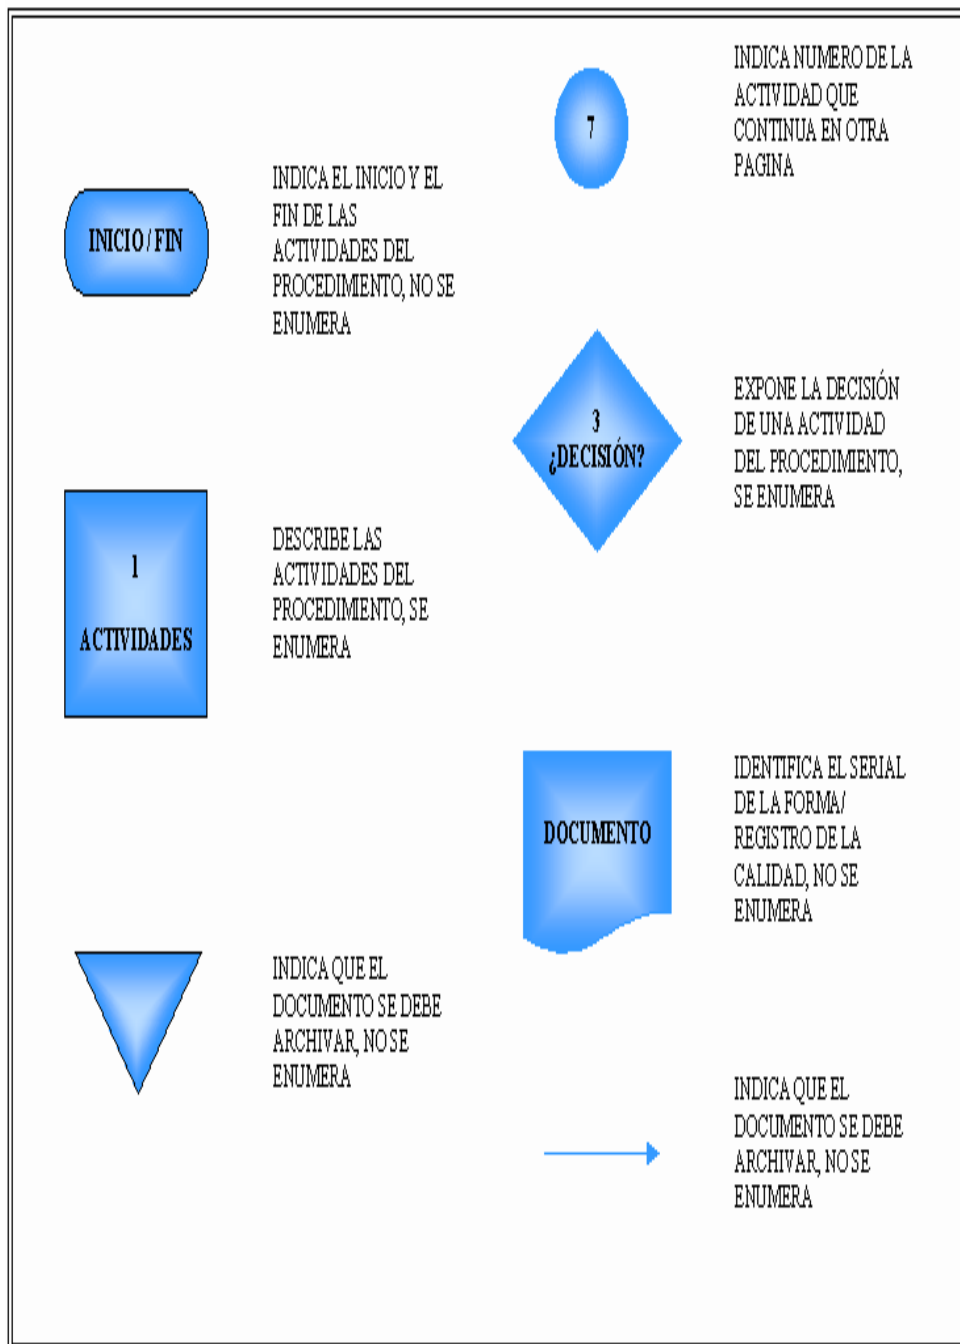 INICIO / FIN
INDICA EL INICIO Y EL
FIN DE LAS
ACTIVIDADES DEL
PROCEDIMIENTO, NO SE
ENUMERA
1
ACTIVIDADES
DESCRIBE LAS
ACTIVIDADES DEL
PROCEDIMIENTO, SE
ENUMERA
INDICA QUE EL
DOCUMENTO SE DEBE
ARCHIVAR, NO SE
ENUMERA
7
INDICA NUMERO DE LA
ACTIVIDAD QUE
CONTINUA EN OTRA
PAGINA
3
¿DECISIÓN?
EXPONE LA DECISIÓN
DE UNA ACTIVIDAD
DEL PROCEDIMIENTO,
SE ENUMERA
DOCUMENTO
IDENTIFICA EL SERIAL
DE LA FORMA/
REGISTRO DE LA
CALIDAD, NO SE
ENUMERA
INDICA QUE EL
DOCUMENTO SE DEBE
ARCHIVAR, NO SE
ENUMERA